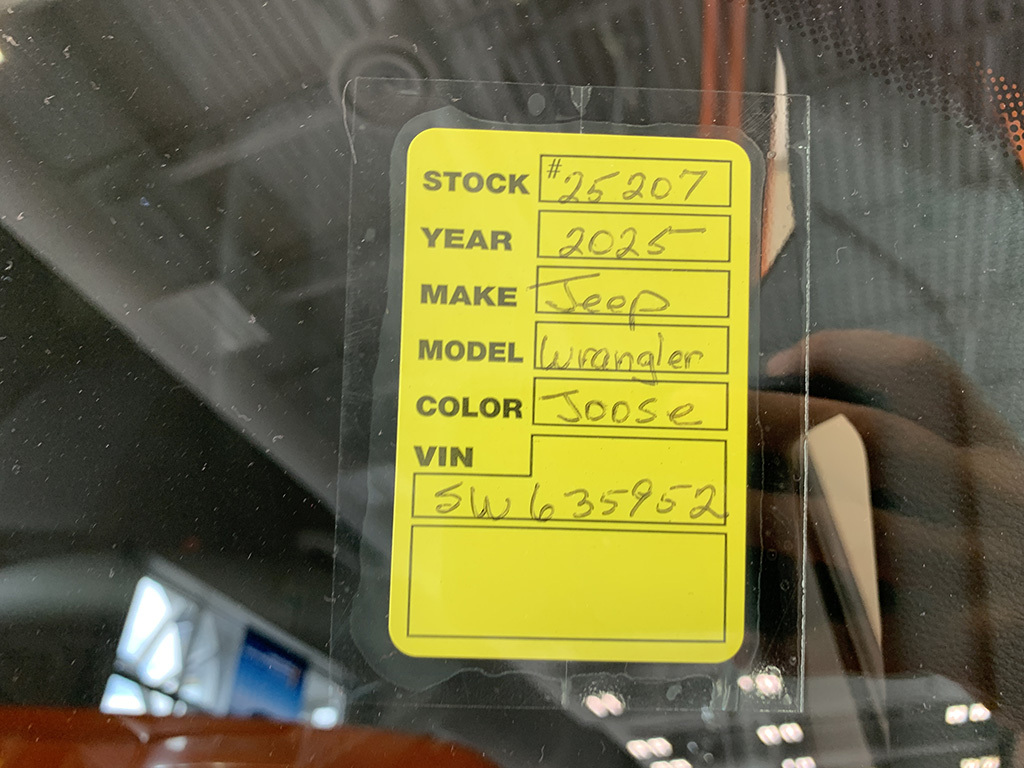 STOCK #25207
YEAR 2025
MAKE Jeep
MODEL Wrangler
COLOR Joose
VIN
SW635952